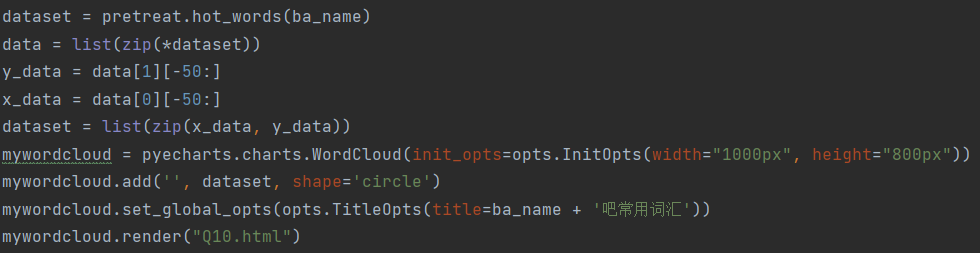 dataset = pretreat.hot_words(ba_name)
data = list(zip(*dataset))
y_data = data[1][-50:]
x_data = data[0][-50:]
dataset = list(zip(x_data, y_data))
mywordcloud = pyecharts.charts.WordCloud(init_opts=opts.InitOpts(width="1000px", height="800px"))
mywordcloud.add('', dataset, shape='circle')
mywordcloud.set_global_opts(opts.TitleOpts(title=ba_name + '吧常用词汇'))
mywordcloud.render("Q10.html")